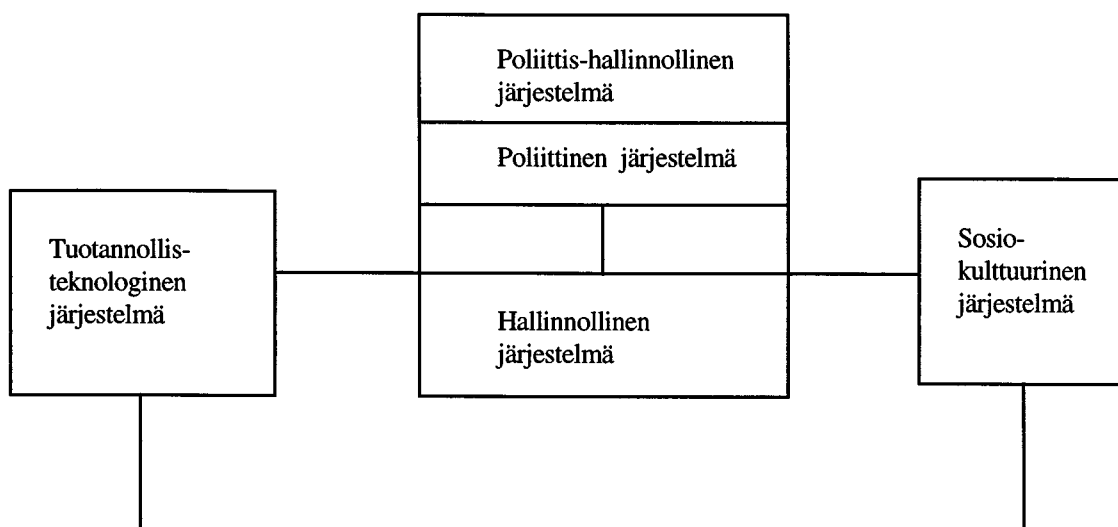 Poliittis-hallinnollinen
järjestelmä
Poliittinen järjestelmä
Tuotannollis-
teknologinen
järjestelmä
Hallinnollinen
järjestelmä
Sosio-
kulttuurinen
järjestelmä